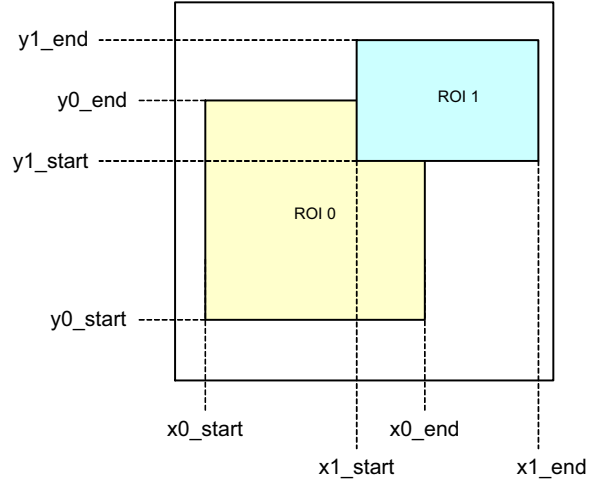 y1_end
y0_end
ROI 1
y1_start
ROI 0
y0_start
x0_start
x0_end
x1_start
x1_end